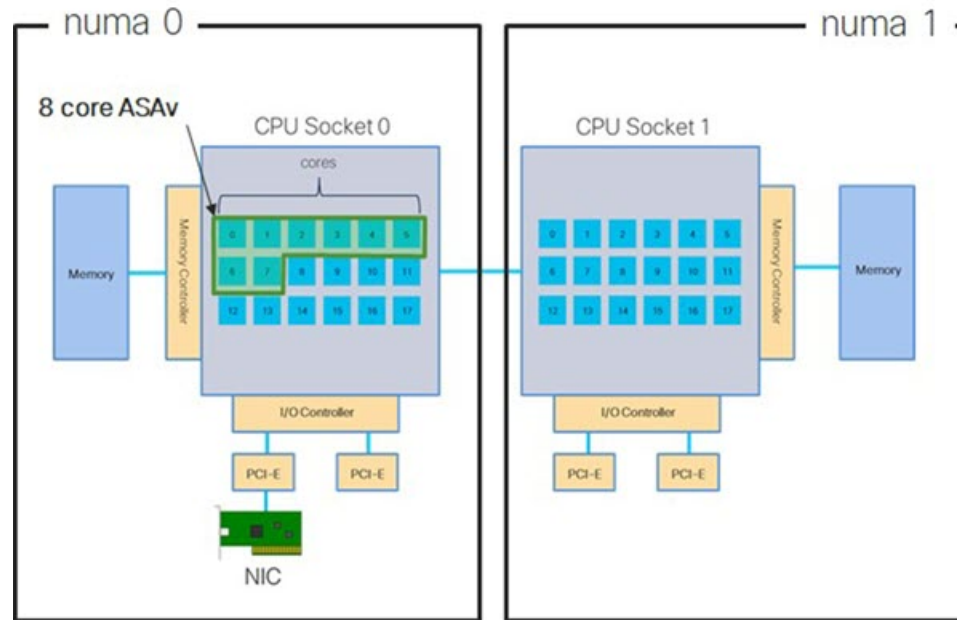 numa 0
numa 1
8 core ASAv
CPU Socket 0
CPU Socket 1
cores
0 1 2 3 4 5
6 7 8 9 10 11
12 13 14 15 16 17
0 1 2 3 4 5
6 7 8 9 10 11
12 13 14 15 16 17
Memory
Memory Controller
Memory Controller
Memory
I/O Controller
I/O Controller
PCI-E
PCI-E
PCI-E
PCI-E
NIC